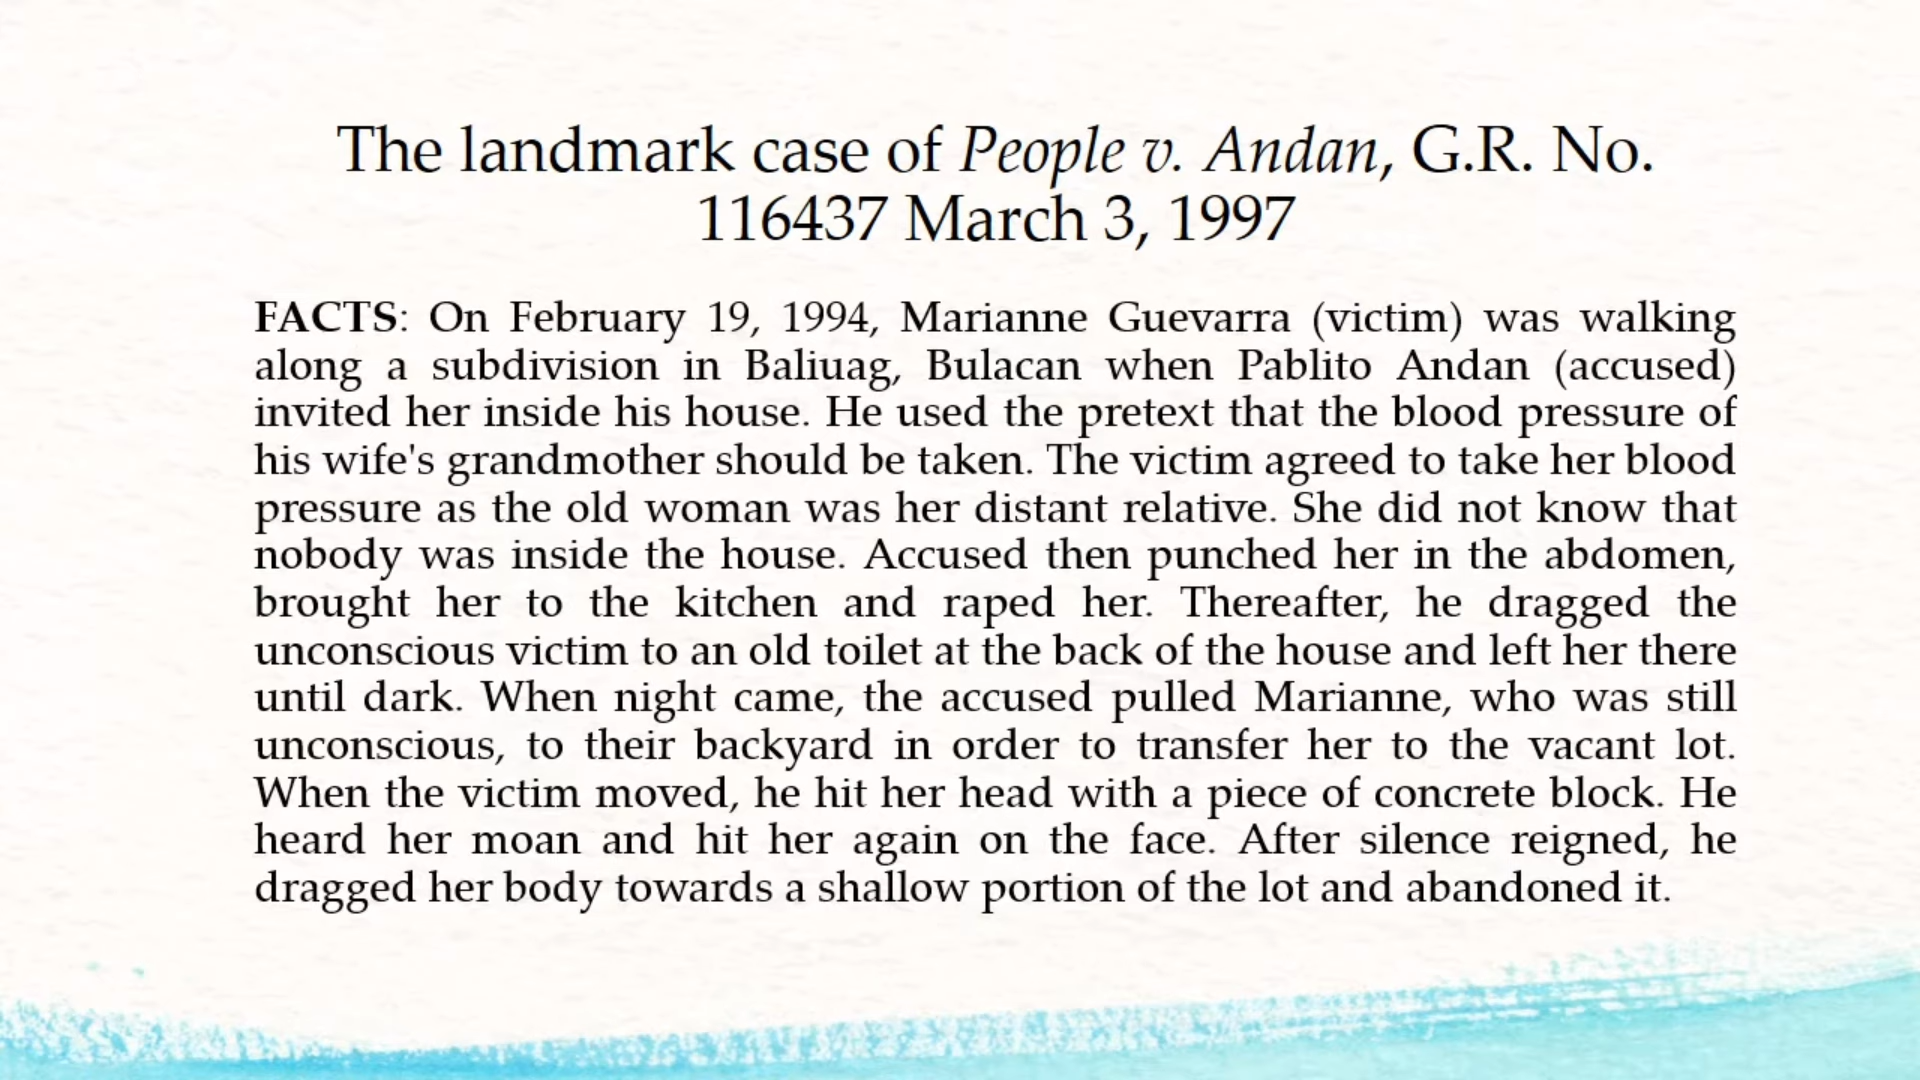 The landmark case of People v. Andan, G.R. No.
116437 March 3, 1997
FACTS: On February 19, 1994, Marianne Guevarra (victim) was walking
along a subdivision in Baliuag, Bulacan when Pablito Andan (accused)
invited her inside his house. He used the pretext that the blood pressure of
his wife's grandmother should be taken. The victim agreed to take her blood
pressure as the old woman was her distant relative. She did not know that
nobody was inside the house. Accused then punched her in the abdomen,
brought her to the kitchen and raped her. Thereafter, he dragged the
unconscious victim to an old toilet at the back of the house and left her there
until dark. When night came, the accused pulled Marianne, who was still
unconscious, to their backyard in order to transfer her to the vacant lot.
When the victim moved, he hit her head with a piece of concrete block. He
heard her moan and hit her again on the face. After silence reigned, he
dragged her body towards a shallow portion of the lot and abandoned it.